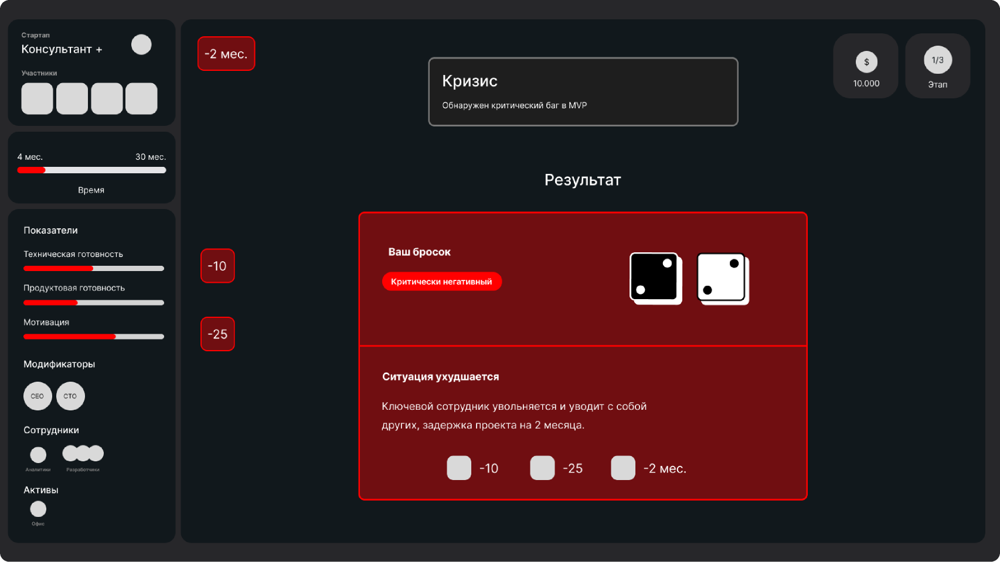 Стартап
Консультант +
Участники
4 мес.
30 мес.
Время
Показатели
Техническая готовность
Продуктовая готовность
Мотивация
Модификаторы
CEO
CTO
Сотрудники
Аналитики
Разработчики
Активы
Офис
-2 мес.
-10
-25
Кризис
Обнаружен критический баг в MVP
$
10.000
1/3
Этап
Результат
Ваш бросок
Критически негативный
Ситуация ухудшается
Ключевой сотрудник увольняется и уводит с собой
других, задержка проекта на 2 месяца.
-10
-25
-2 мес.